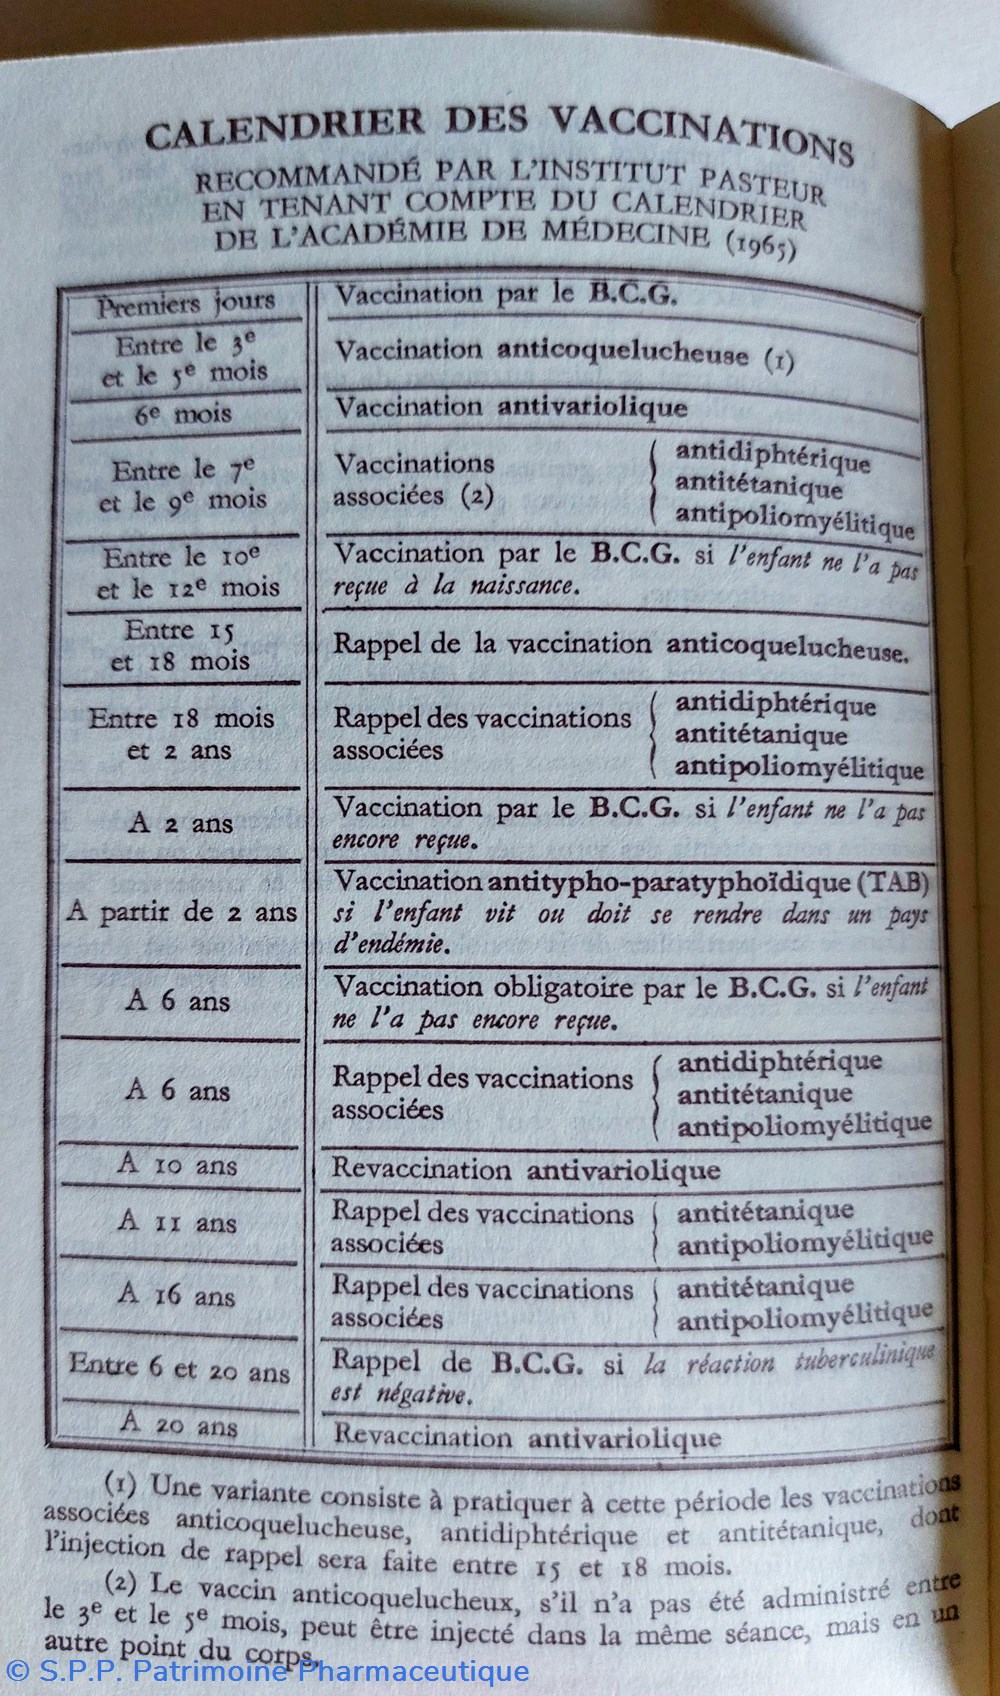 CALENDRIER DES VACCINATIONS
RECOMMANDÉ PAR L'INSTITUT PASTEUR
EN TENANT COMPTE DU CALENDRIER
DE L'ACADÉMIE DE MÉDECINE (1965)
Premiers jours
Vaccination par le B.C.G.
Entre le 3e
et le 5e mois
Vaccination anticoquelucheuse (1)
6e mois
Vaccination antivariolique
Entre le 7e
et le 9e mois
Vaccinations
associées (2)
antidiphtérique
antitétanique
antipoliomyélitique
Entre le 10e
et le 12e mois
Vaccination par le B.C.G. si l'enfant ne l'a pas
reçue à la naissance.
Entre 15
et 18 mois
Rappel de la vaccination anticoquelucheuse.
Entre 18 mois
et 2 ans
Rappel des vaccinations
associées
antidiphtérique
antitétanique
antipoliomyélitique
A 2 ans
Vaccination par le B.C.G. si l'enfant ne l'a pas
encore reçue.
A partir de 2 ans
Vaccination antitypho-paratyphoïdique (TAB)
si l'enfant vit ou doit se rendre dans un pays
d'endémie.
A 6 ans
Vaccination obligatoire par le B.C.G. si l'enfant
ne l'a pas encore reçue.
A 6 ans
Rappel des vaccinations
associées
antidiphtérique
antitétanique
antipoliomyélitique
A 10 ans
Revaccination antivariolique
A 11 ans
Rappel des vaccinations
associées
antitétanique
antipoliomyélitique
A 16 ans
Rappel des vaccinations
associées
antitétanique
antipoliomyélitique
Entre 6 et 20 ans
Rappel de B.C.G. si la réaction tuberculinique
est négative.
A 20 ans
Revaccination antivariolique
(1) Une variante consiste à pratiquer à cette période les vaccinations
associées anticoquelucheuse, antidiphtérique et antitétanique, dont
l'injection de rappel sera faite entre 15 et 18 mois.
(2) Le vaccin anticoquelucheux, s'il n'a pas été administré entre
le 3e et le 5e mois, peut être injecté dans la même séance, mais en un
autre point du corps.
© S.P.P. Patrimoine Pharmaceutique